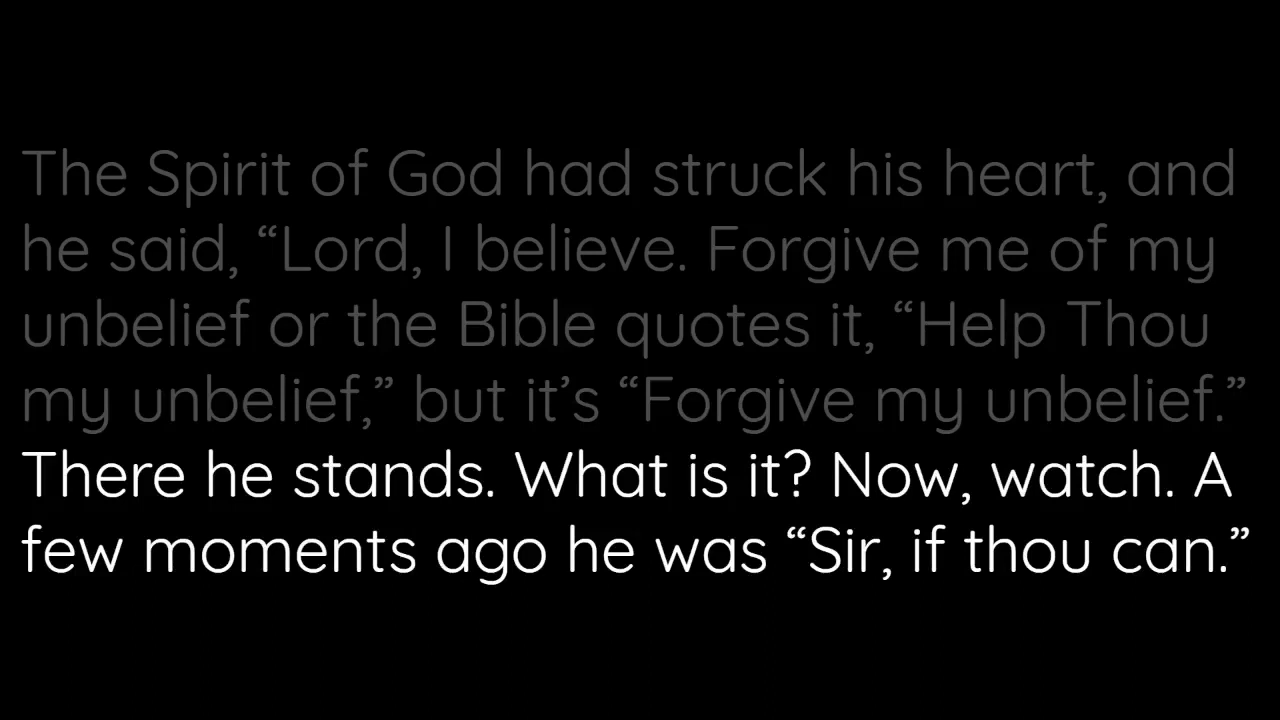 The Spirit of God had struck his heart, and
he said, “Lord, I believe. Forgive me of my
unbelief or the Bible quotes it, “Help Thou
my unbelief,” but it’s “Forgive my unbelief.”
There he stands. What is it? Now, watch. A
few moments ago he was “Sir, if thou can.”